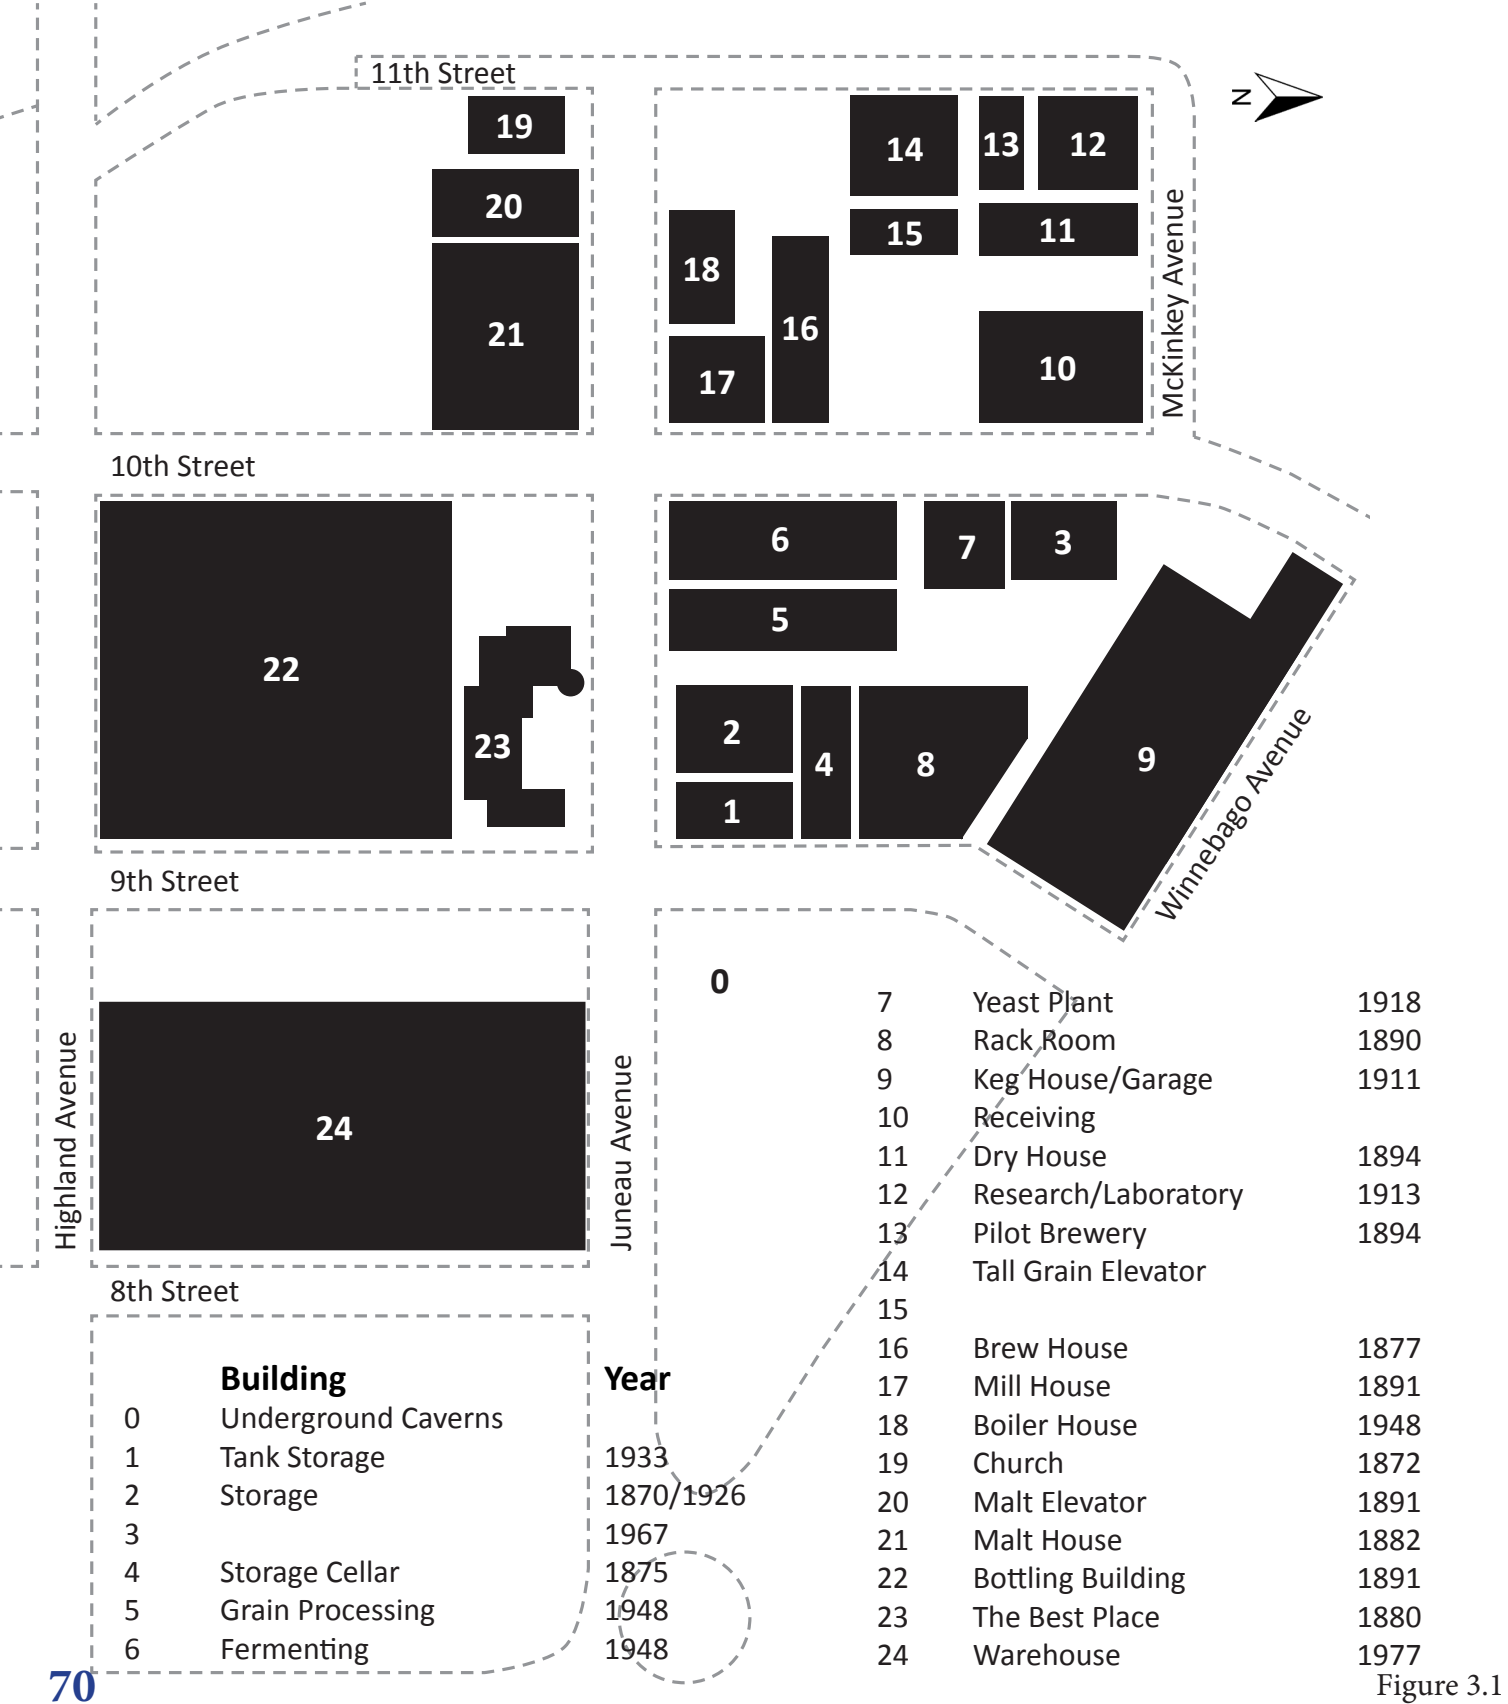 11th Street
N
19
14
13
12
20
15
11
18
21
16
17
10
McKinkey Avenue
10th Street
6
7
3
5
22
2
23
4
8
9
1
Winnebago Avenue
9th Street
0
Highland Avenue
24
Juneau Avenue
8th Street
Building Year
0 Underground Caverns
1 Tank Storage 1933
2 Storage 1870/1926
3 1967
4 Storage Cellar 1875
5 Grain Processing 1948
6 Fermenting 1948
7 Yeast Plant 1918
8 Rack Room 1890
9 Keg House/Garage 1911
10 Receiving
11 Dry House 1894
12 Research/Laboratory 1913
13 Pilot Brewery 1894
14 Tall Grain Elevator
15
16 Brew House 1877
17 Mill House 1891
18 Boiler House 1948
19 Church 1872
20 Malt Elevator 1891
21 Malt House 1882
22 Bottling Building 1891
23 The Best Place 1880
24 Warehouse 1977
70
Figure 3.1